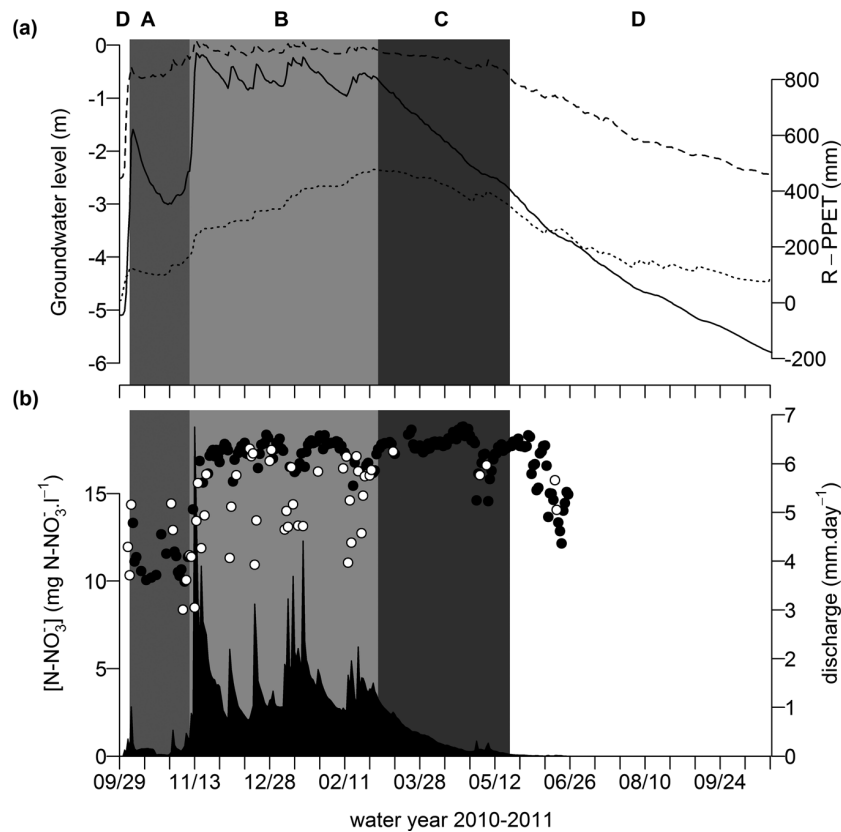 D A B C D
(a)
0
-1
-2
-3
-4
-5
-6
Groundwater level (m)
800
600
400
200
0
-200
R – PPET (mm)
(b)
15
10
5
0
[N-NO₃⁻] (mg N-NO₃⁻.l⁻¹)
7
6
5
4
3
2
1
0
discharge (mm.day⁻¹)
09/29 11/13 12/28 02/11 03/28 05/12 06/26 08/10 09/24
water year 2010-2011